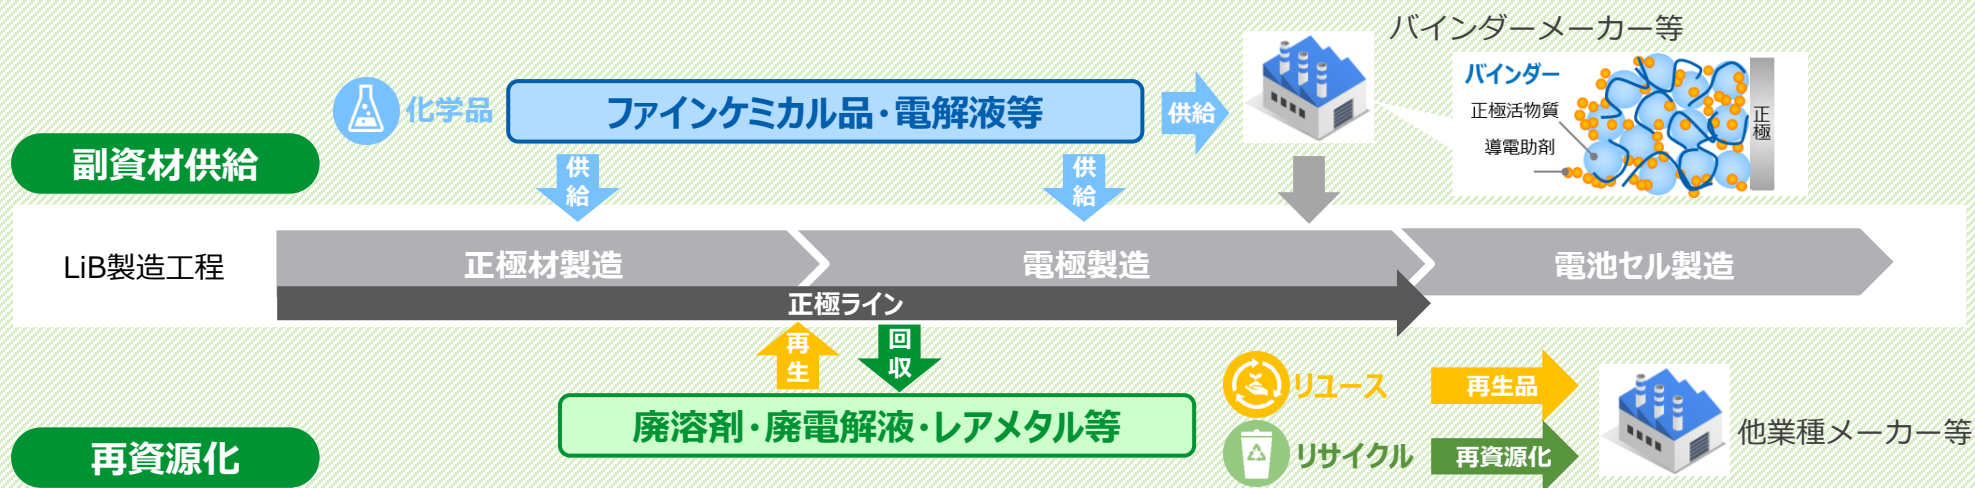 バインダーメーカー等
バインダー
正極活物質
導電助剤
正極
化学品
ファインケミカル品・電解液等
供給
副資材供給
供給
供給
LiB製造工程
正極材製造
電極製造
電池セル製造
正極ライン
再生
回収
リユース
再生品
廃溶剤・廃電解液・レアメタル等
他業種メーカー等
再資源化
リサイクル
再資源化